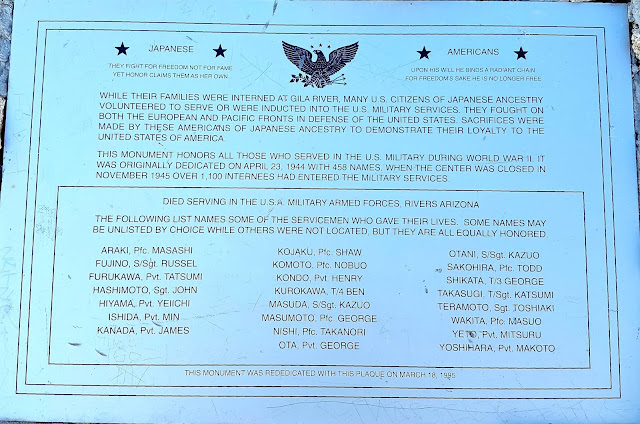 JAPANESE
THEY FIGHT FOR FREEDOM NOT FOR FAME
YET HONOR CLAIMS THEM AS HER OWN
AMERICANS
UPON HIS WILL HE BINDS A RADIANT CHAIN
FOR FREEDOM'S SAKE HE IS NO LONGER FREE
WHILE THEIR FAMILIES WERE INTERNED AT GILA RIVER, MANY U.S. CITIZENS OF JAPANESE ANCESTRY
VOLUNTEERED TO SERVE OR WERE INDUCTED INTO THE U.S. MILITARY SERVICES. THEY FOUGHT ON
BOTH THE EUROPEAN AND PACIFIC FRONTS IN DEFENSE OF THE UNITED STATES. SACRIFICES WERE
MADE BY THESE AMERICANS OF JAPANESE ANCESTRY TO DEMONSTRATE THEIR LOYALTY TO THE
UNITED STATES OF AMERICA.
THIS MONUMENT HONORS ALL THOSE WHO SERVED IN THE U.S. MILITARY DURING WORLD WAR II. IT
WAS ORIGINALLY DEDICATED ON APRIL 23, 1944 WITH 458 NAMES. WHEN THE CENTER WAS CLOSED IN
NOVEMBER 1945 OVER 1,100 INTERNEES HAD ENTERED THE MILITARY SERVICES.
DIED SERVING IN THE U.S.A. MILITARY ARMED FORCES, RIVERS ARIZONA
THE FOLLOWING LIST NAMES SOME OF THE SERVICEMEN WHO GAVE THEIR LIVES. SOME NAMES MAY
BE UNLISTED BY CHOICE WHILE OTHERS WERE NOT LOCATED, BUT THEY ARE ALL EQUALLY HONORED.
ARAKI, Pfc. MASASHI
FUJINO, S/Sgt. RUSSEL
FURUKAWA, Pvt. TATSUMI
HASHIMOTO, Sgt. JOHN
HIYAMA, Pvt. YEIICHI
ISHIDA, Pvt. MIN
KANADA, Pvt. JAMES
KOJAKU, Pfc. SHAW
KOMOTO, Pfc. NOBUO
KONDO, Pvt. HENRY
KUROKAWA, T/4 BEN
MASUDA, S/Sgt. KAZUO
MASUMOTO, Pfc. GEORGE
NISHI, Pfc. TAKANORI
OTA, Pvt. GEORGE
OTANI, S/Sgt. KAZUO
SAKOHIRA, Pfc. TODD
SHIKATA, T/3 GEORGE
TAKASUGI, T/Sgt. KATSUMI
TERAMOTO, Sgt. TOSHIAKI
WAKITA, Pfc. MASUO
YETO, Pvt. MITSURU
YOSHIHARA, Pvt. MAKOTO
THIS MONUMENT WAS REDEDICATED WITH THIS PLAQUE ON MARCH 18, 1995